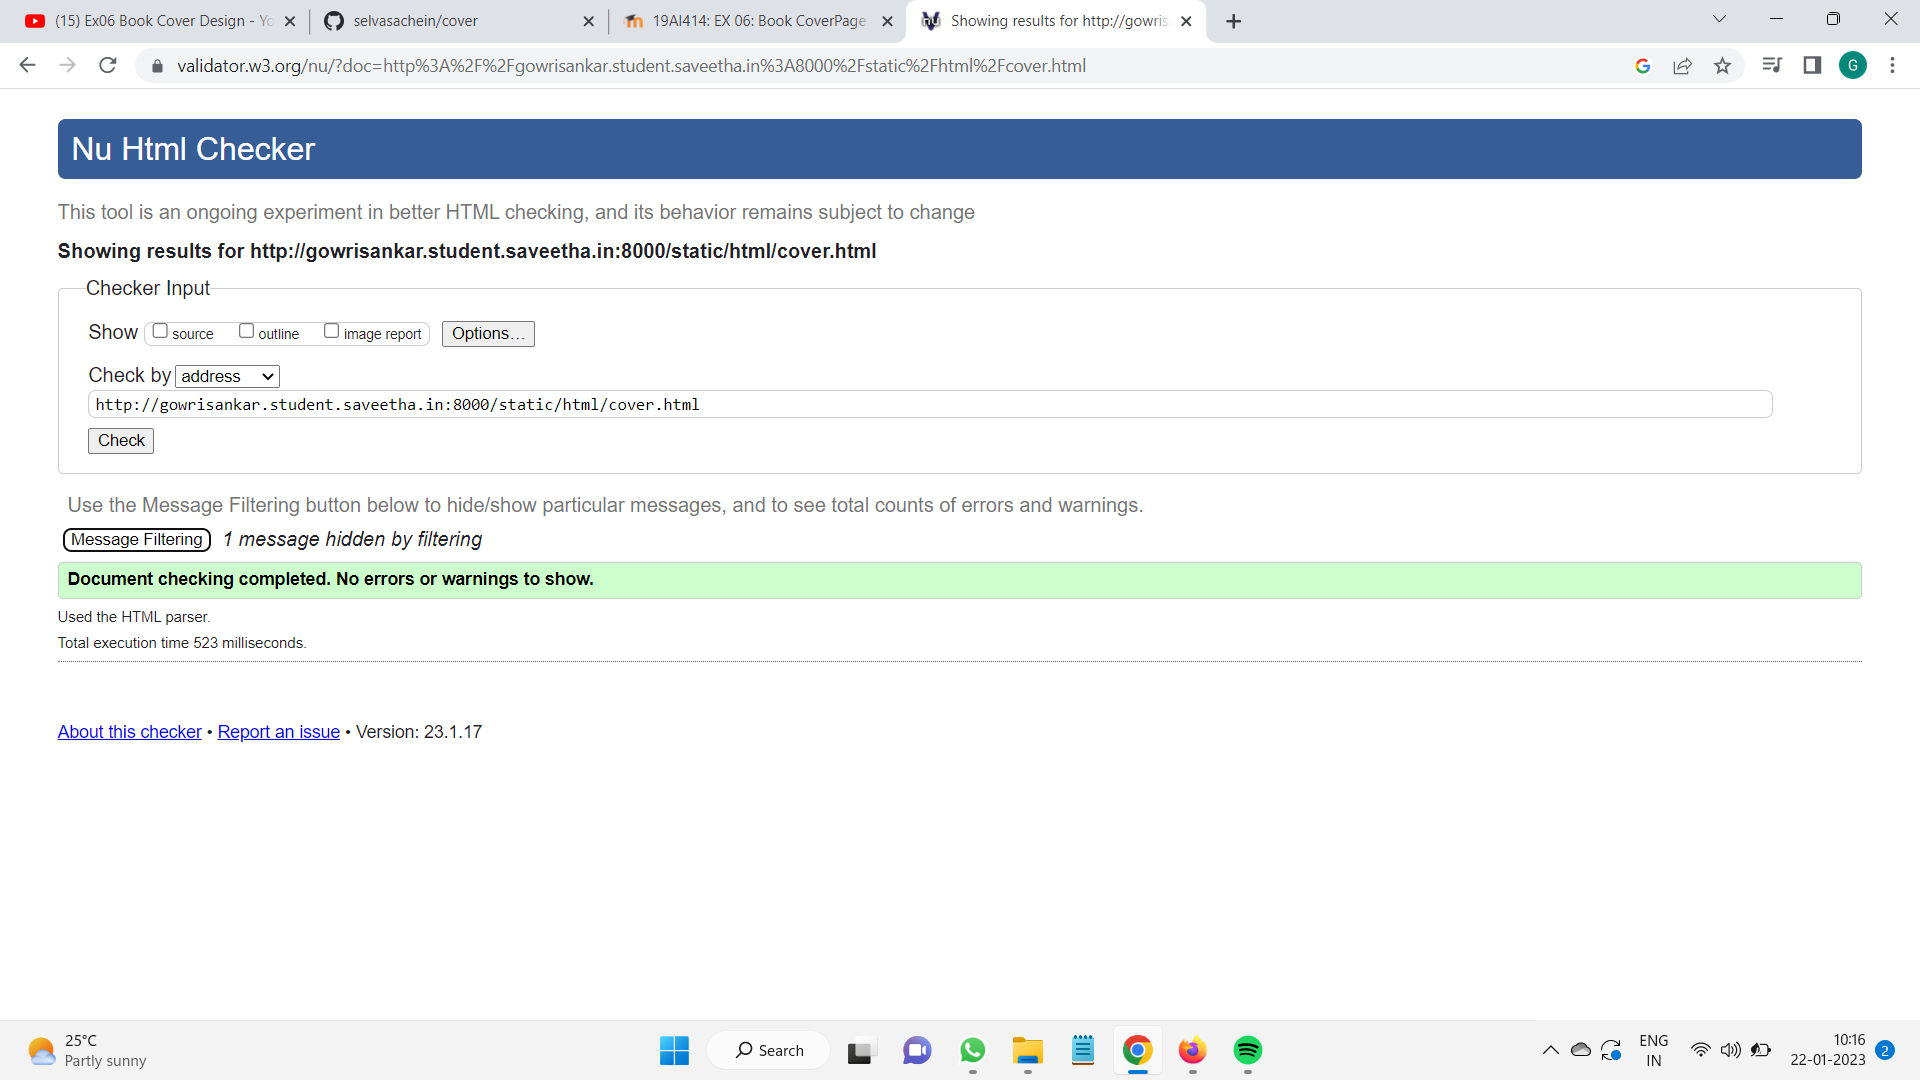 (15) Ex06 Book Cover Design - Yo
selvasachein/cover
19AI414: EX 06: Book CoverPage
Showing results for http://gowris
validator.w3.org/nu/?doc=http%3A%2F%2Fgowrisankar.student.saveetha.in%3A8000%2Fstatic%2Fhtml%2Fcover.html
G
Nu Html Checker
This tool is an ongoing experiment in better HTML checking, and its behavior remains subject to change
Showing results for http://gowrisankar.student.saveetha.in:8000/static/html/cover.html
Checker Input
Show source outline image report Options...
Check by address
http://gowrisankar.student.saveetha.in:8000/static/html/cover.html
Check
Use the Message Filtering button below to hide/show particular messages, and to see total counts of errors and warnings.
Message Filtering 1 message hidden by filtering
Document checking completed. No errors or warnings to show.
Used the HTML parser.
Total execution time 523 milliseconds.
About this checker • Report an issue • Version: 23.1.17
25°C
Partly sunny
Search
ENG
IN
10:16
22-01-2023
2